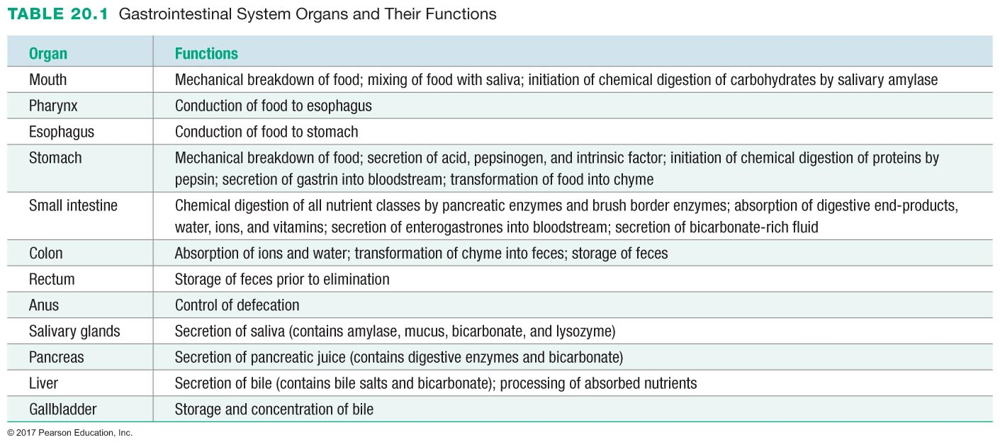 TABLE 20.1 Gastrointestinal System Organs and Their Functions
Organ Functions
Mouth Mechanical breakdown of food; mixing of food with saliva; initiation of chemical digestion of carbohydrates by salivary amylase
Pharynx Conduction of food to esophagus
Esophagus Conduction of food to stomach
Stomach Mechanical breakdown of food; secretion of acid, pepsinogen, and intrinsic factor; initiation of chemical digestion of proteins by
pepsin; secretion of gastrin into bloodstream; transformation of food into chyme
Small intestine Chemical digestion of all nutrient classes by pancreatic enzymes and brush border enzymes; absorption of digestive end-products,
water, ions, and vitamins; secretion of enterogastrones into bloodstream; secretion of bicarbonate-rich fluid
Colon Absorption of ions and water; transformation of chyme into feces; storage of feces
Rectum Storage of feces prior to elimination
Anus Control of defecation
Salivary glands Secretion of saliva (contains amylase, mucus, bicarbonate, and lysozyme)
Pancreas Secretion of pancreatic juice (contains digestive enzymes and bicarbonate)
Liver Secretion of bile (contains bile salts and bicarbonate); processing of absorbed nutrients
Gallbladder Storage and concentration of bile
© 2017 Pearson Education, Inc.